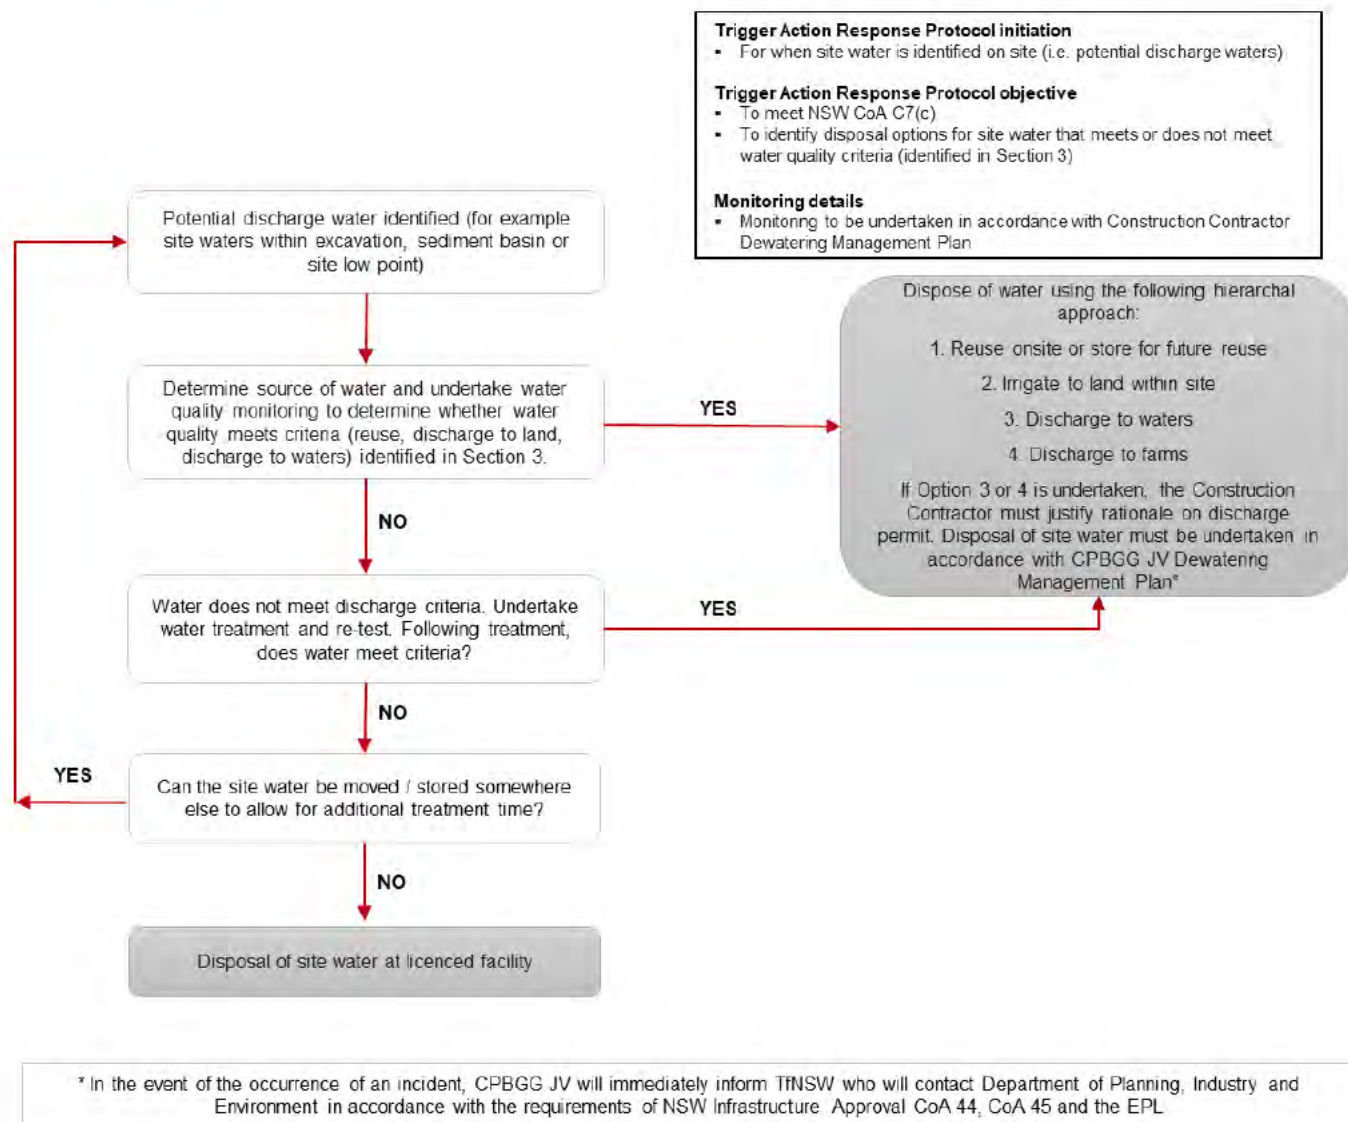 Trigger Action Response Protocol initiation
▪ For when site water is identified on site (i.e. potential discharge waters)
Trigger Action Response Protocol objective
▪ To meet NSW CoA C7(c)
▪ To identify disposal options for site water that meets or does not meet
water quality criteria (identified in Section 3)
Monitoring details
▪ Monitoring to be undertaken in accordance with Construction Contractor
Dewatering Management Plan
Potential discharge water identified (for example
site waters within excavation, sediment basin or
site low point)
Determine source of water and undertake water
quality monitoring to determine whether water
quality meets criteria (reuse, discharge to land,
discharge to waters) identified in Section 3.
YES
Dispose of water using the following hierarchal
approach:
1. Reuse onsite or store for future reuse
2. Irrigate to land within site
3. Discharge to waters
4. Discharge to farms
If Option 3 or 4 is undertaken, the Construction
Contractor must justify rationale on discharge
permit. Disposal of site water must be undertaken in
accordance with CPBGG JV Dewatering
Management Plan*
NO
Water does not meet discharge criteria. Undertake
water treatment and re-test. Following treatment,
does water meet criteria?
YES
NO
Can the site water be moved / stored somewhere
else to allow for additional treatment time?
YES
NO
Disposal of site water at licenced facility
* In the event of the occurrence of an incident, CPBGG JV will immediately inform TfNSW who will contact Department of Planning, Industry and
Environment in accordance with the requirements of NSW Infrastructure Approval CoA 44, CoA 45 and the EPL